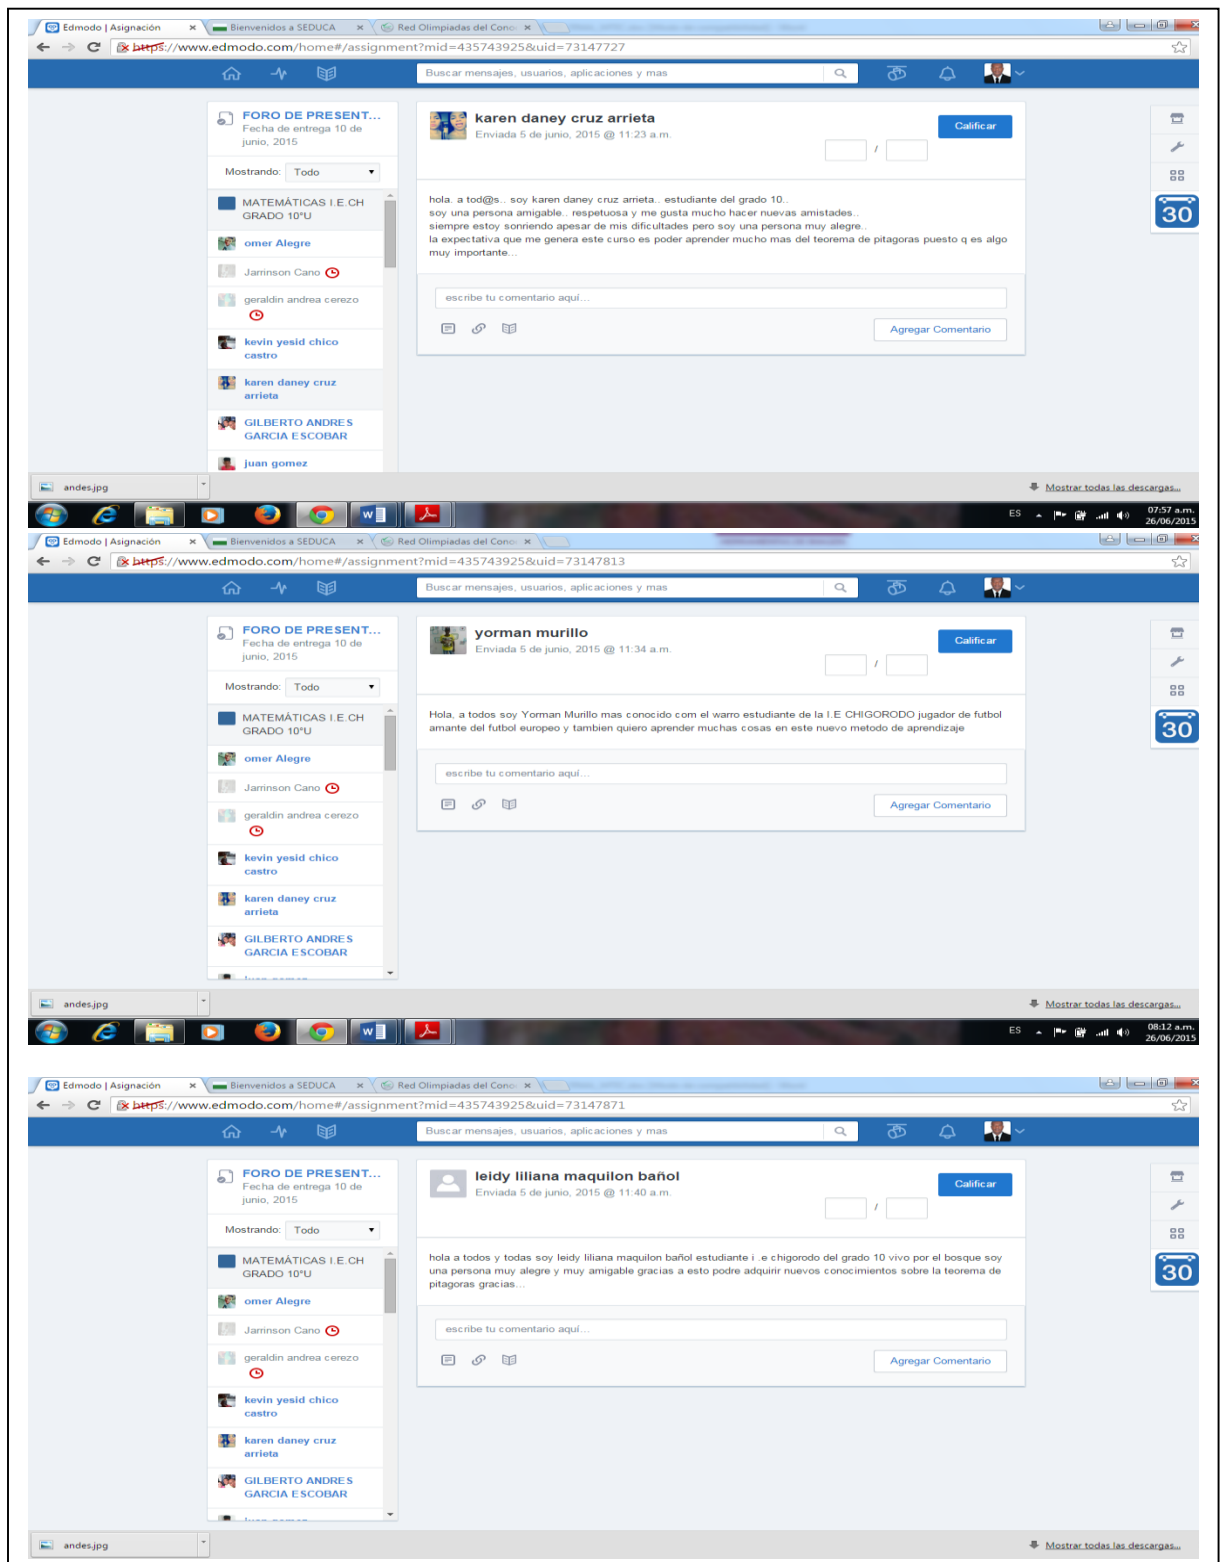 Edmodo | Asignación
Bienvenidos a SEDUCA
Red Olimpiadas del Cono
https://www.edmodo.com/home#/assignment?mid=435743925&uid=73147727
Buscar mensajes, usuarios, aplicaciones y mas
FORO DE PRESENT...
Fecha de entrega 10 de
junio, 2015
Mostrando: Todo
MATEMÁTICAS I.E.CH
GRADO 10°U
omer Alegre
Jarrinson Cano
geraldin andrea cerezo
kevin yesid chico
castro
karen daney cruz
arrieta
GILBERTO ANDRES
GARCIA ESCOBAR
juan gomez
karen daney cruz arrieta
Enviada 5 de junio, 2015 @ 11:23 a.m.
Calificar
/
hola. a tod@s.. soy karen daney cruz arrieta.. estudiante del grado 10..
soy una persona amigable.. respetuosa y me gusta mucho hacer nuevas amistades..
siempre estoy sonriendo apesar de mis dificultades pero soy una persona muy alegre..
la expectativa que me genera este curso es poder aprender mucho mas del teorema de pitagoras puesto q es algo
muy importante...
escribe tu comentario aquí...
Agregar Comentario
30
andes.jpg
Mostrar todas las descargas...
ES
07:57 a.m.
26/06/2015
Edmodo | Asignación
Bienvenidos a SEDUCA
Red Olimpiadas del Cono
https://www.edmodo.com/home#/assignment?mid=435743925&uid=73147813
Buscar mensajes, usuarios, aplicaciones y mas
FORO DE PRESENT...
Fecha de entrega 10 de
junio, 2015
Mostrando: Todo
MATEMÁTICAS I.E.CH
GRADO 10°U
omer Alegre
Jarrinson Cano
geraldin andrea cerezo
kevin yesid chico
castro
karen daney cruz
arrieta
GILBERTO ANDRES
GARCIA ESCOBAR
yorman murillo
Enviada 5 de junio, 2015 @ 11:34 a.m.
Calificar
/
Hola, a todos soy Yorman Murillo mas conocido com el warro estudiante de la I.E CHIGORODO jugador de futbol
amante del futbol europeo y tambien quiero aprender muchas cosas en este nuevo metodo de aprendizaje
escribe tu comentario aquí...
Agregar Comentario
30
andes.jpg
Mostrar todas las descargas...
ES
08:12 a.m.
26/06/2015
Edmodo | Asignación
Bienvenidos a SEDUCA
Red Olimpiadas del Cono
https://www.edmodo.com/home#/assignment?mid=435743925&uid=73147871
Buscar mensajes, usuarios, aplicaciones y mas
FORO DE PRESENT...
Fecha de entrega 10 de
junio, 2015
Mostrando: Todo
MATEMÁTICAS I.E.CH
GRADO 10°U
omer Alegre
Jarrinson Cano
geraldin andrea cerezo
kevin yesid chico
castro
karen daney cruz
arrieta
GILBERTO ANDRES
GARCIA ESCOBAR
leidy liliana maquilon bañol
Enviada 5 de junio, 2015 @ 11:40 a.m.
Calificar
/
hola a todos y todas soy leidy liliana maquilon bañol estudiante i .e chigorodo del grado 10 vivo por el bosque soy
una persona muy alegre y muy amigable gracias a esto podre adquirir nuevos conocimientos sobre la teorema de
pitagoras gracias...
escribe tu comentario aquí...
Agregar Comentario
30
andes.jpg
Mostrar todas las descargas...